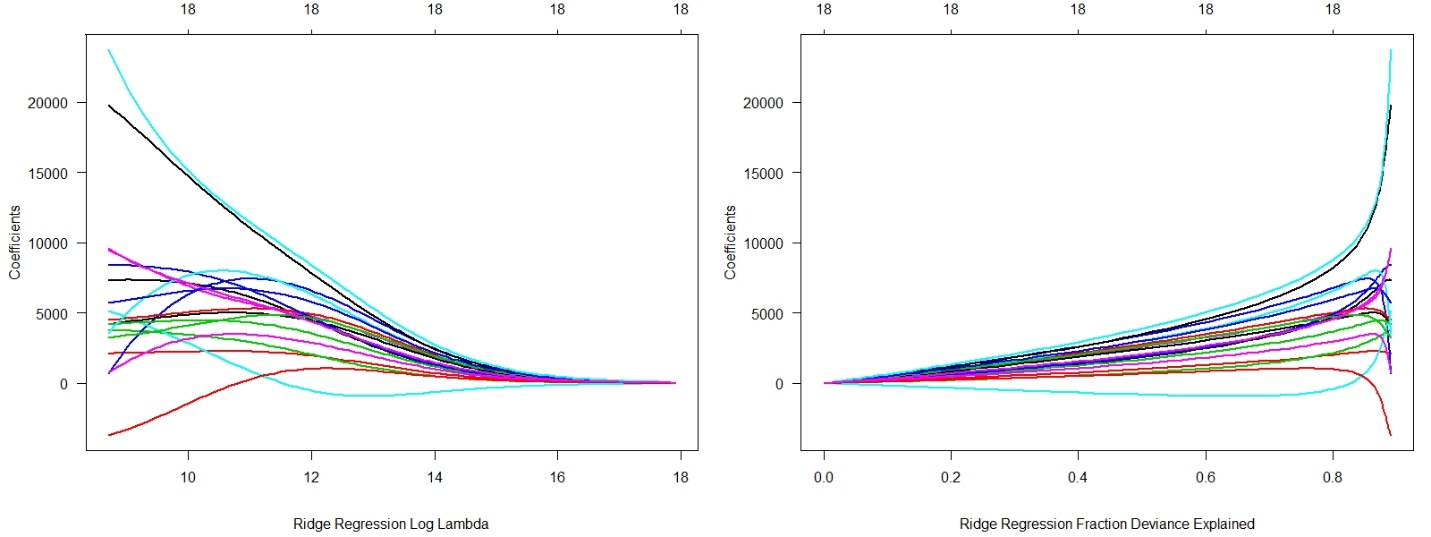 18 18 18 18 18
20000
15000
10000
5000
0
Coefficients
10 12 14 16 18
Ridge Regression Log Lambda
18 18 18 18 18
20000
15000
10000
5000
0
Coefficients
0.0 0.2 0.4 0.6 0.8
Ridge Regression Fraction Deviance Explained